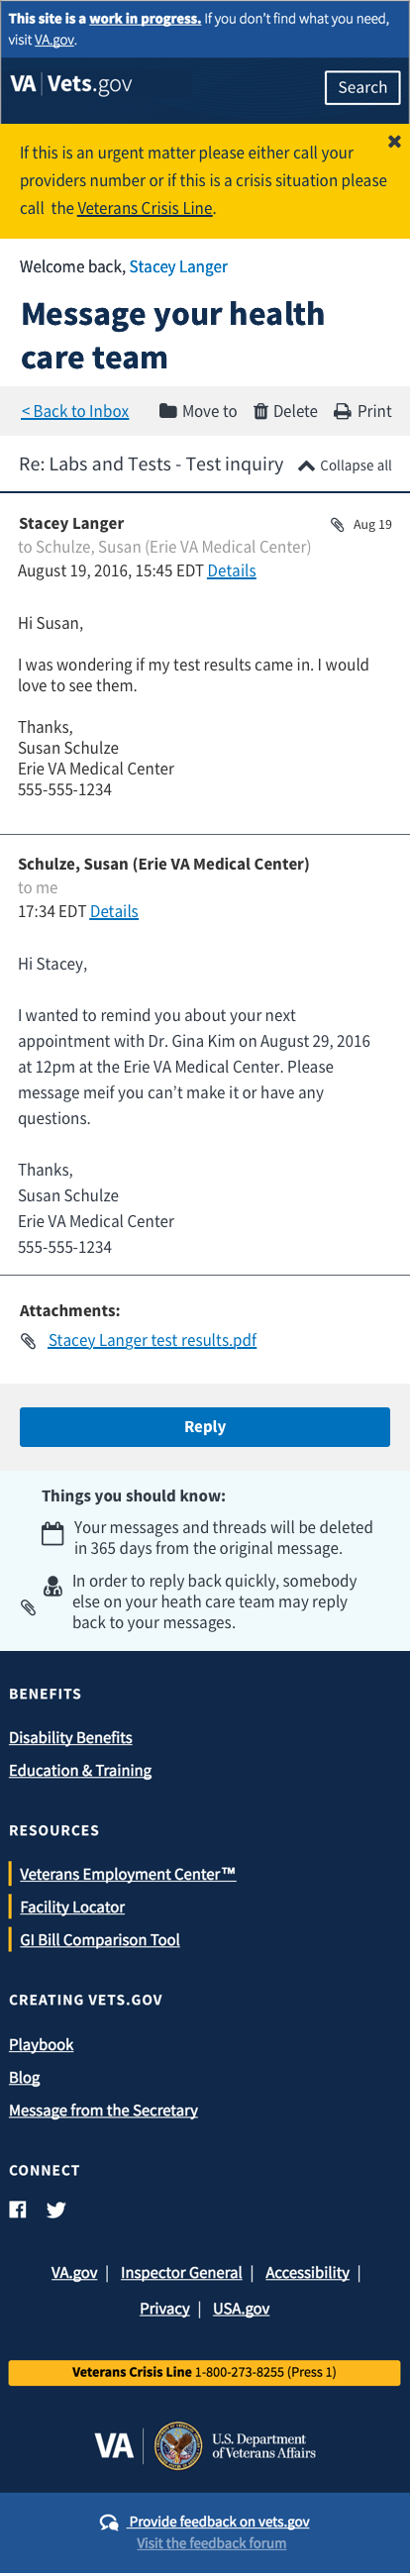 This site is a work in progress. If you don't find what you need,
visit VA.gov.
VA | Vets.gov
Search
If this is an urgent matter please either call your
providers number or if this is a crisis situation please
call the Veterans Crisis Line.
Welcome back, Stacey Langer
Message your health
care team
< Back to Inbox Move to Delete Print
Re: Labs and Tests - Test inquiry Collapse all
Stacey Langer Aug 19
to Schulze, Susan (Erie VA Medical Center)
August 19, 2016, 15:45 EDT Details
Hi Susan,
I was wondering if my test results came in. I would
love to see them.
Thanks,
Susan Schulze
Erie VA Medical Center
555-555-1234
Schulze, Susan (Erie VA Medical Center)
to me
17:34 EDT Details
Hi Stacey,
I wanted to remind you about your next
appointment with Dr. Gina Kim on August 29, 2016
at 12pm at the Erie VA Medical Center. Please
message meif you can't make it or have any
questions.
Thanks,
Susan Schulze
Erie VA Medical Center
555-555-1234
Attachments:
Stacey Langer test results.pdf
Reply
Things you should know:
Your messages and threads will be deleted
in 365 days from the original message.
In order to reply back quickly, somebody
else on your heath care team may reply
back to your messages.
BENEFITS
Disability Benefits
Education & Training
RESOURCES
Veterans Employment Center™
Facility Locator
GI Bill Comparison Tool
CREATING VETS.GOV
Playbook
Blog
Message from the Secretary
CONNECT
VA.gov | Inspector General | Accessibility |
Privacy | USA.gov
Veterans Crisis Line 1-800-273-8255 (Press 1)
VA | U.S. Department
of Veterans Affairs
Provide feedback on vets.gov
Visit the feedback forum